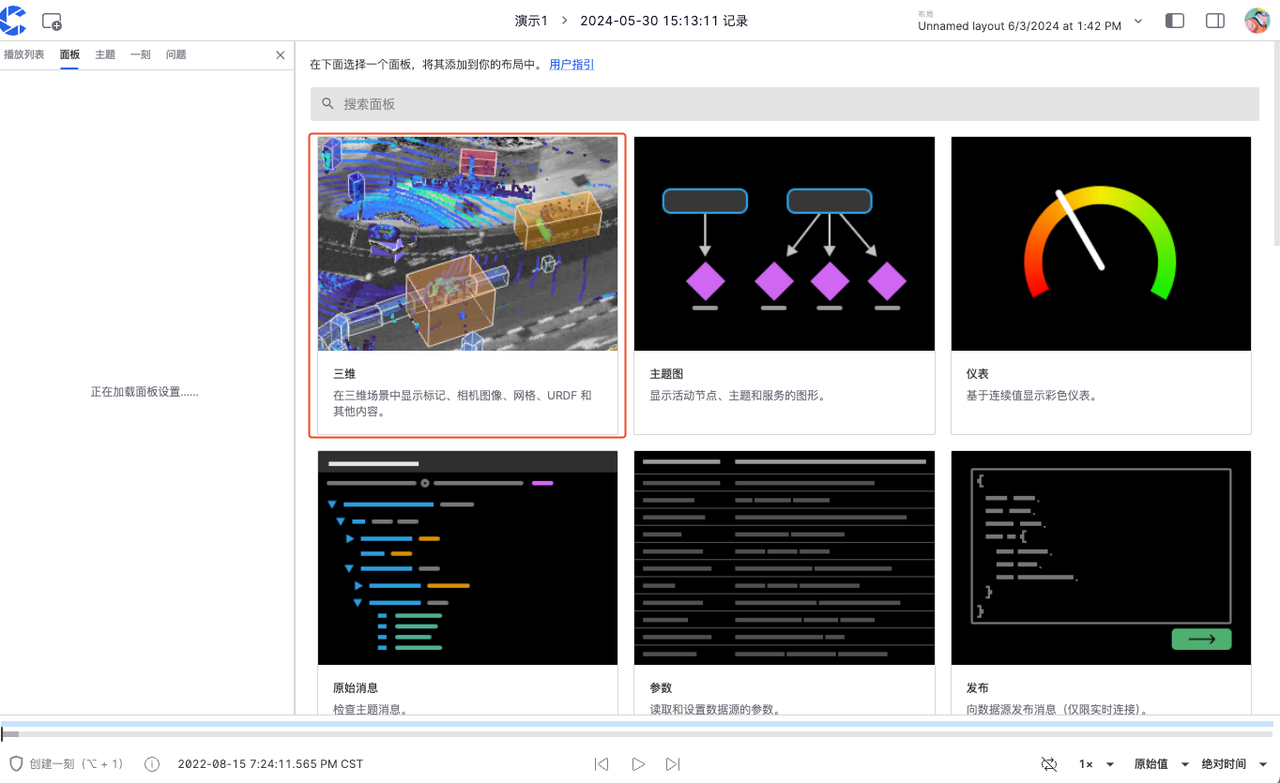 演示1 > 2024-05-30 15:13:11 记录
布局
Unnamed layout 6/3/2024 at 1:42 PM
播放列表 面板 主题 一刻 问题
在下面选择一个面板，将其添加到你的布局中。 用户指引
搜索面板
正在加载面板设置......
三维
在三维场景中显示标记、相机图像、网格、URDF 和
其他内容。
主题图
显示活动节点、主题和服务的图形。
仪表
基于连续值显示彩色仪表。
原始消息
检查主题消息。
参数
读取和设置数据源的参数。
发布
向数据源发布消息（仅限实时连接）。
创建一刻（⌥ + 1） 2022-08-15 7:24:11.565 PM CST 1× 原始值 绝对时间